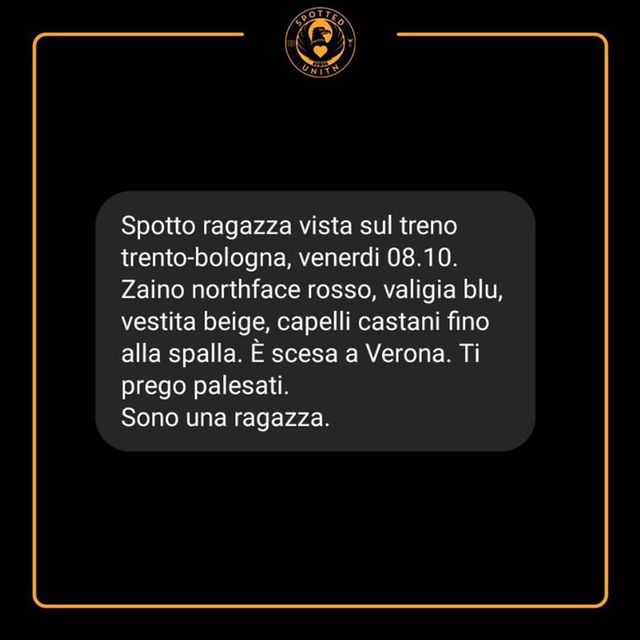 SPOTTED
UNITN
Spotto ragazza vista sul treno
trento-bologna, venerdi 08.10.
Zaino northface rosso, valigia blu,
vestita beige, capelli castani fino
alla spalla. È scesa a Verona. Ti
prego palesati.
Sono una ragazza.